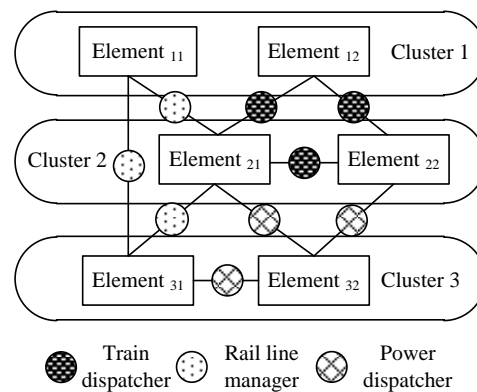 Element 11
Element 12
Cluster 1
Cluster 2
Element 21
Element 22
Element 31
Element 32
Cluster 3
Train dispatcher
Rail line manager
Power dispatcher